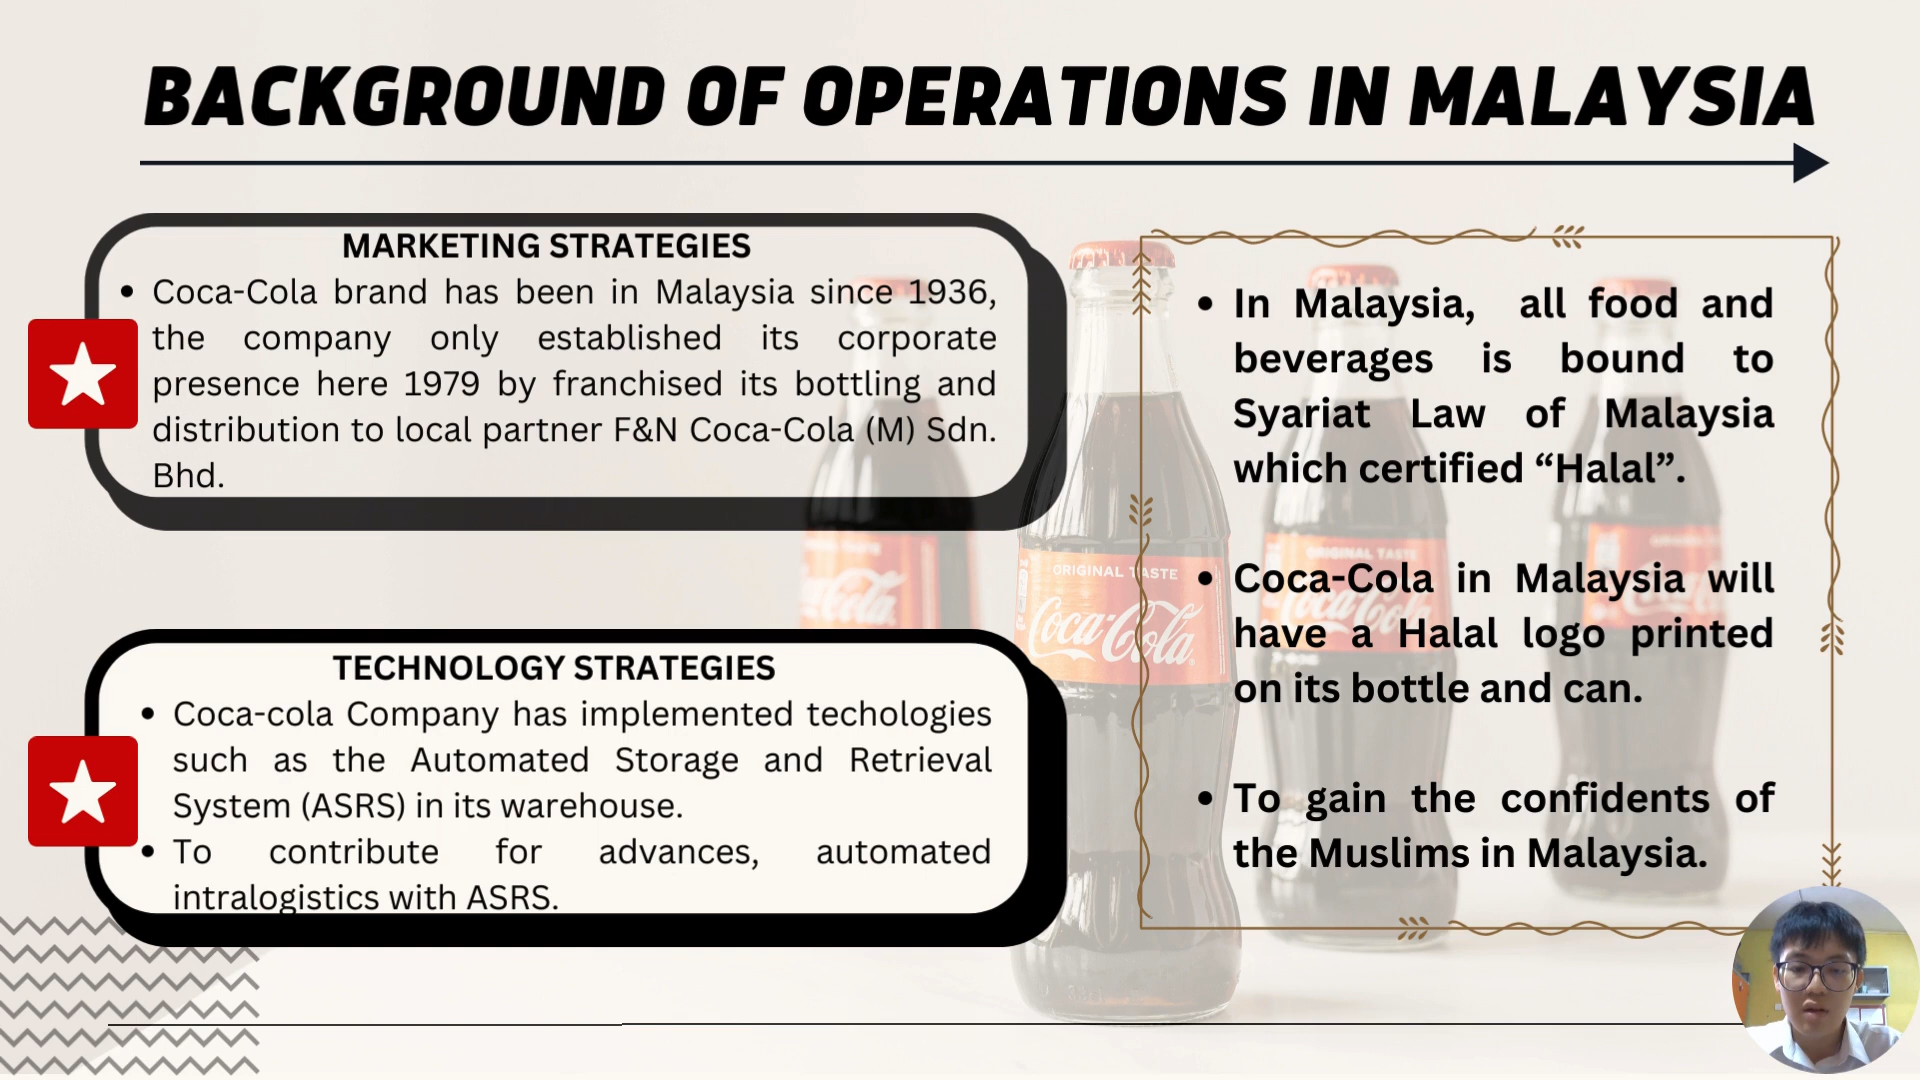 BACKGROUND OF OPERATIONS IN MALAYSIA
MARKETING STRATEGIES
• Coca-Cola brand has been in Malaysia since 1936,
the company only established its corporate
presence here 1979 by franchised its bottling and
distribution to local partner F&N Coca-Cola (M) Sdn.
Bhd.
TECHNOLOGY STRATEGIES
• Coca-cola Company has implemented techologies
such as the Automated Storage and Retrieval
System (ASRS) in its warehouse.
• To contribute for advances, automated
intralogistics with ASRS.
• In Malaysia, all food and
beverages is bound to
Syariat Law of Malaysia
which certified “Halal”.
• Coca-Cola in Malaysia will
have a Halal logo printed
on its bottle and can.
• To gain the confidents of
the Muslims in Malaysia.
ORIGINAL TASTE
Coca-Cola
ORIGINAL TASTE
Coca-Cola